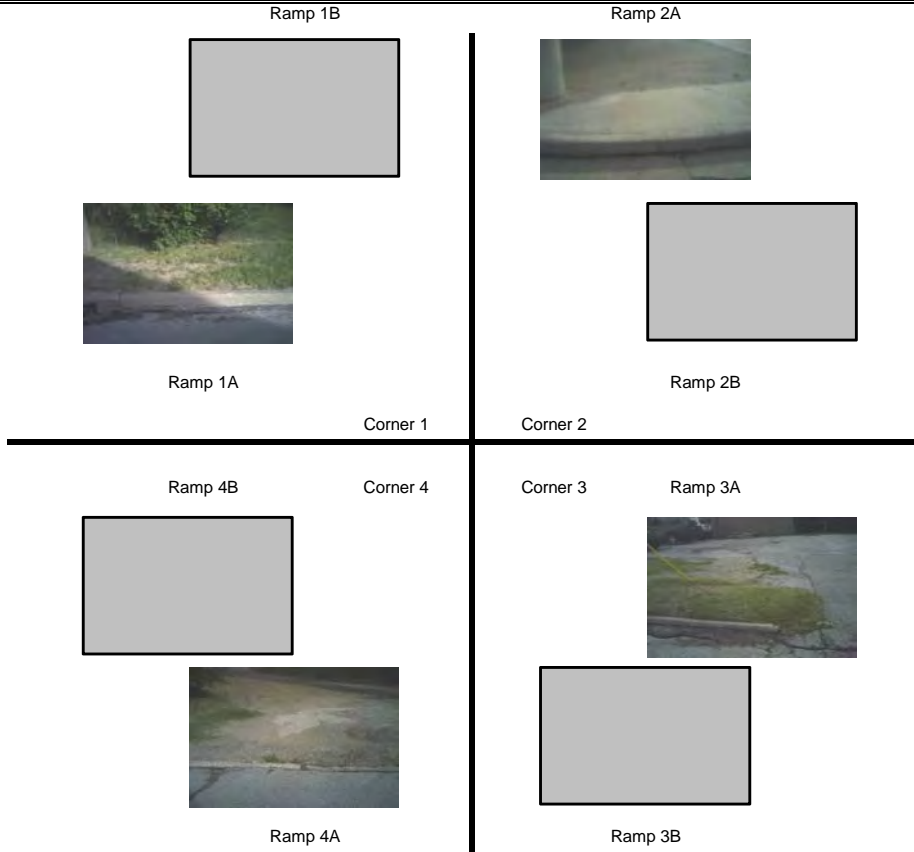 Ramp 1B
Ramp 2A
Ramp 1A
Ramp 2B
Corner 1
Corner 2
Ramp 4B
Corner 4
Corner 3
Ramp 3A
Ramp 4A
Ramp 3B